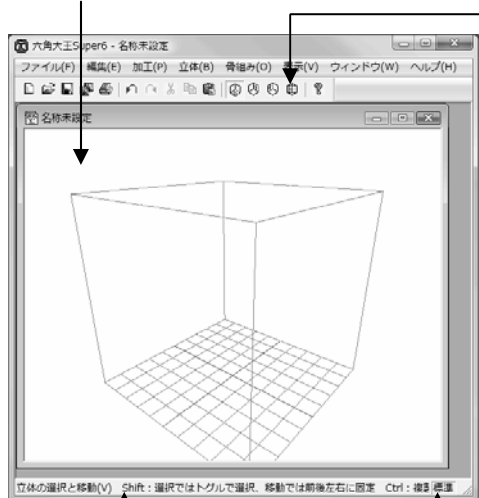 六角大王Super6 - 名称未設定
ファイル(F) 編集(E) 加工(P) 立体(B) 骨組み(O) 表示(V) ウィンドウ(W) ヘルプ(H)
名称未設定
立体の選択と移動(V) Shift：選択ではトグルで選択、移動では前後左右に固定 Ctrl：複 標準